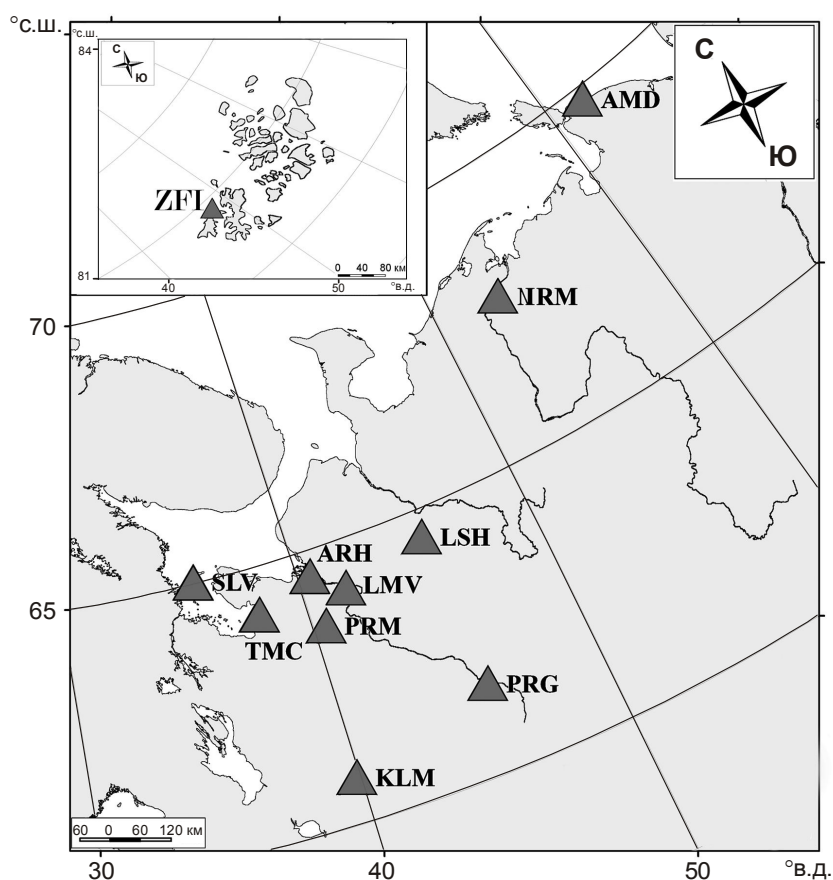 °с.ш.
°с.ш.
84
С
Ю
ZFI
81
40
50
°в.д.
0 40 80 км
С
Ю
AMD
NRM
70
LSH
ARH
SLV
LMV
65
TMC
PRM
PRG
KLM
60 0 60 120 км
30
40
50
°в.д.